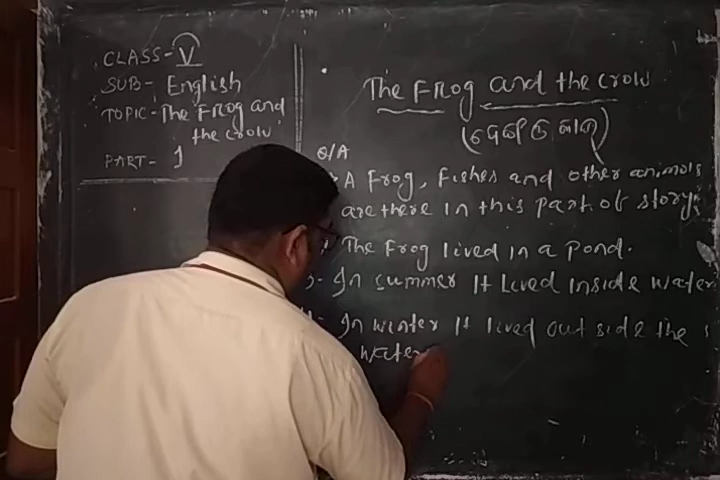 CLASS - V
SUB - English
TOPIC - The Frog and
the crow
PART - 1
The Frog and the crow
(ବେଙ୍ଗ ଓ କାକ)
Q/A
A Frog, Fishes and other animals
are there in this part of story.
The Frog lived in a pond.
In summer It lived inside water
In winter It lived out side the
water